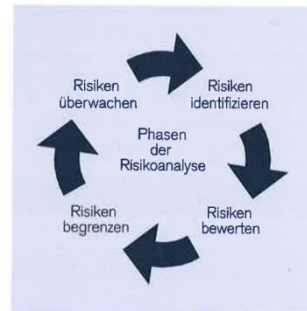 Risiken
überwachen
Risiken
identifizieren
Phasen
der
Risikoanalyse
Risiken
bewerten
Risiken
begrenzen